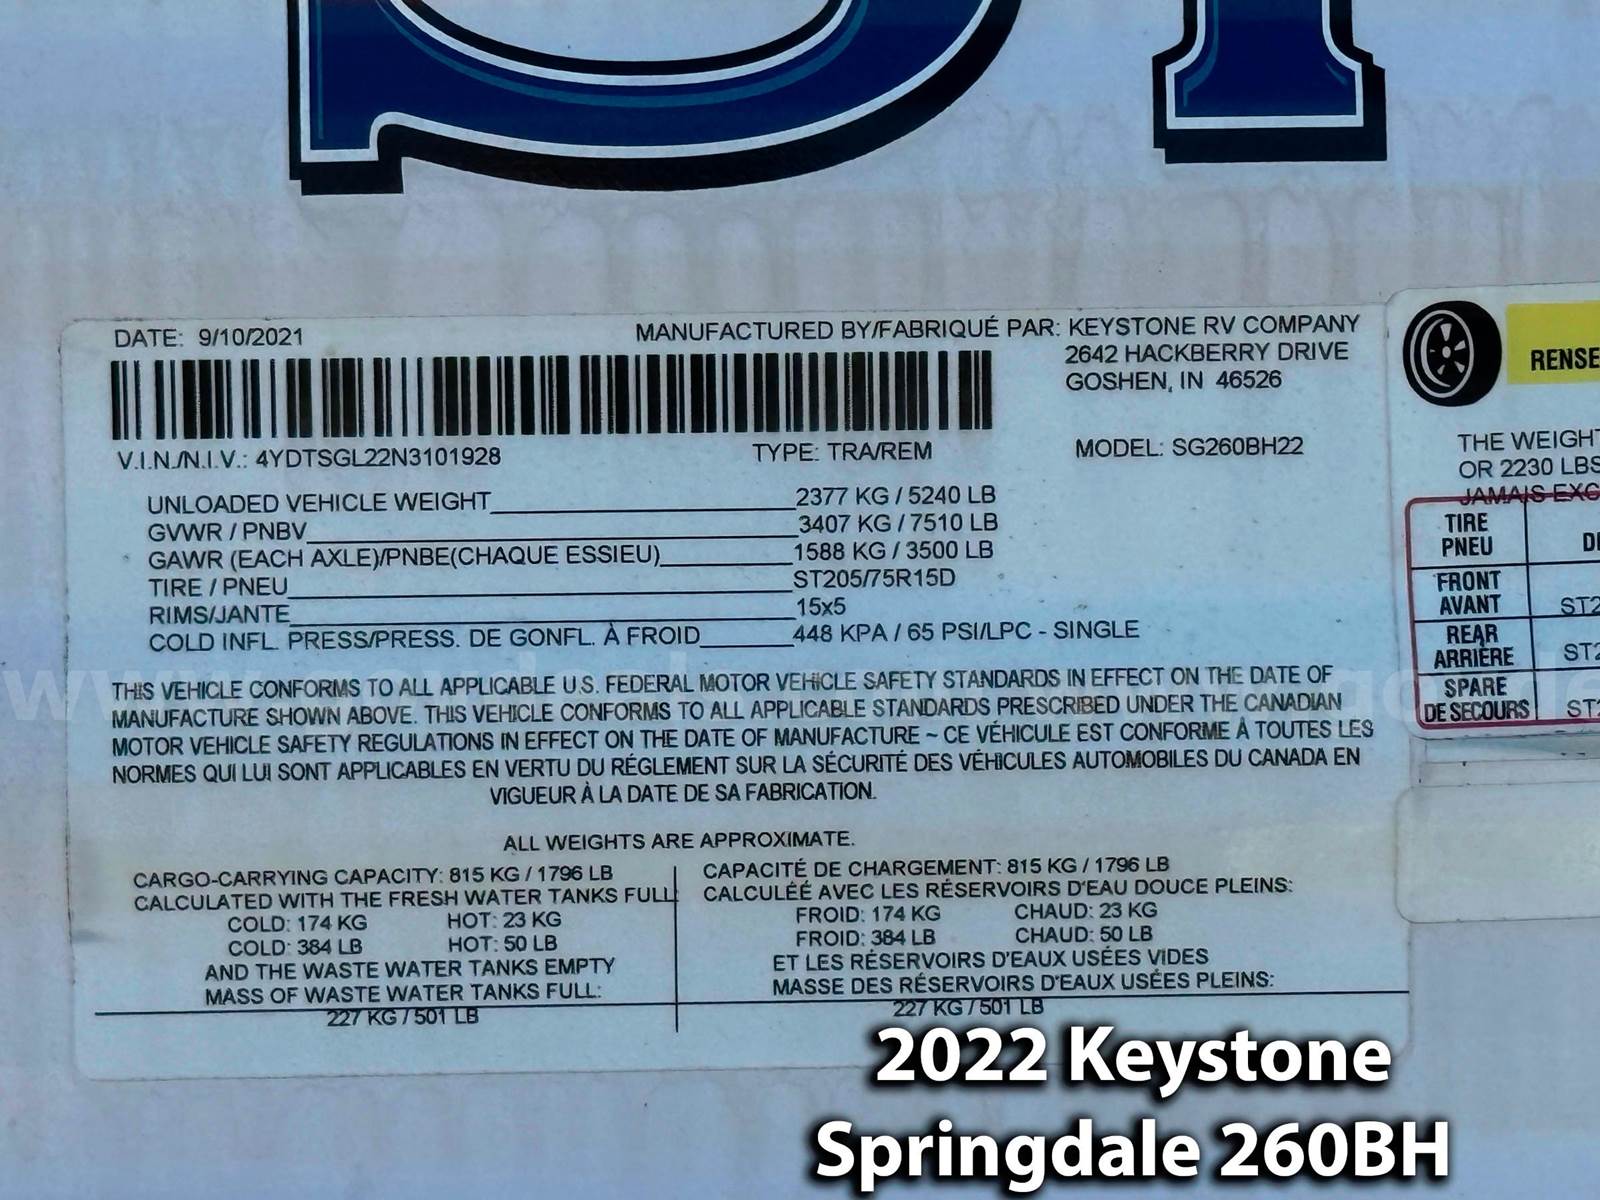 DATE: 9/10/2021
MANUFACTURED BY/FABRIQUÉ PAR: KEYSTONE RV COMPANY
2642 HACKBERRY DRIVE
GOSHEN, IN 46526
V.I.N./N.I.V.: 4YDTSGL22N3101928
TYPE: TRA/REM
MODEL: SG260BH22
UNLOADED VEHICLE WEIGHT 2377 KG / 5240 LB
GVWR / PNBV 3407 KG / 7510 LB
GAWR (EACH AXLE)/PNBE(CHAQUE ESSIEU) 1588 KG / 3500 LB
TIRE / PNEU ST205/75R15D
RIMS/JANTE 15x5
COLD INFL. PRESS/PRESS. DE GONFL. À FROID 448 KPA / 65 PSI/LPC - SINGLE
THIS VEHICLE CONFORMS TO ALL APPLICABLE U.S. FEDERAL MOTOR VEHICLE SAFETY STANDARDS IN EFFECT ON THE DATE OF
MANUFACTURE SHOWN ABOVE. THIS VEHICLE CONFORMS TO ALL APPLICABLE STANDARDS PRESCRIBED UNDER THE CANADIAN
MOTOR VEHICLE SAFETY REGULATIONS IN EFFECT ON THE DATE OF MANUFACTURE ~ CE VÉHICULE EST CONFORME À TOUTES LES
NORMES QUI LUI SONT APPLICABLES EN VERTU DU RÉGLEMENT SUR LA SÉCURITÉ DES VÉHICULES AUTOMOBILES DU CANADA EN
VIGUEUR À LA DATE DE SA FABRICATION.
ALL WEIGHTS ARE APPROXIMATE.
CARGO-CARRYING CAPACITY: 815 KG / 1796 LB
CALCULATED WITH THE FRESH WATER TANKS FULL
COLD: 174 KG HOT: 23 KG
COLD: 384 LB HOT: 50 LB
AND THE WASTE WATER TANKS EMPTY
MASS OF WASTE WATER TANKS FULL:
227 KG / 501 LB
CAPACITÉ DE CHARGEMENT: 815 KG / 1796 LB
CALCULÉÉ AVEC LES RÉSERVOIRS D'EAU DOUCE PLEINS:
FROID: 174 KG CHAUD: 23 KG
FROID: 384 LB CHAUD: 50 LB
ET LES RÉSERVOIRS D'EAUX USÉES VIDES
MASSE DES RÉSERVOIRS D'EAUX USÉES PLEINS:
227 KG / 501 LB
THE WEIGHT
OR 2230 LBS
JAMAIS
TIRE
PNEU
FRONT
AVANT
REAR
ARRIÈRE
SPARE
DE SECOURS
2022 Keystone
Springdale 260BH